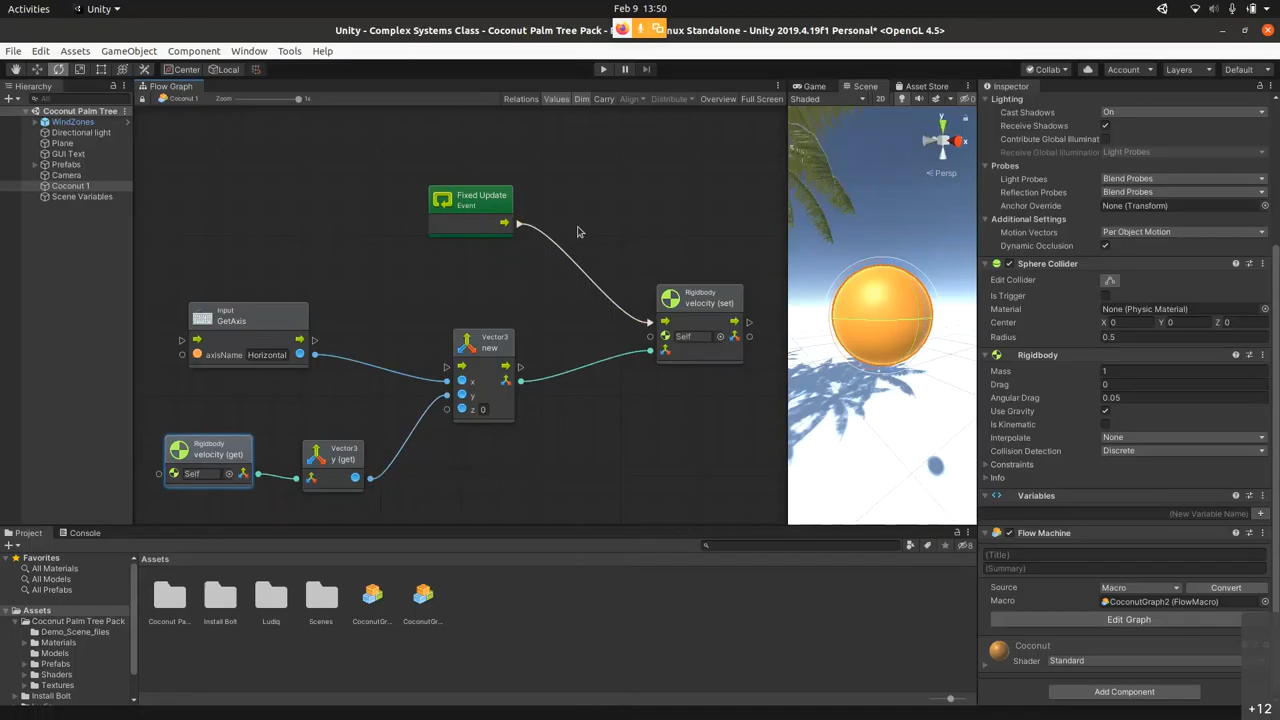 Activities
Unity
Feb 9 13:50
Unity - Complex Systems Class - Coconut Palm Tree Pack -
nux Standalone - Unity 2019.4.19f1 Personal* <OpenGL 4.5>
File Edit Assets GameObject Component Window Tools Help
Center Local
Collab Account Layers Default
Hierarchy
All
Coconut Palm Tree
WindZones
Directional light
Plane
GUI Text
Prefabs
Camera
Coconut 1
Scene Variables
Flow Graph
Coconut 1 Zoom 1x Relations Values Dim Carry Align Distribute Overview Full Screen
Fixed Update
Event
Input
GetAxis
axisName Horizontal
Rigidbody
velocity (get)
Self
Vector3
y (get)
Vector3
new
x
y
z 0
Rigidbody
velocity (set)
Self
Game Scene Asset Store
Shaded 2D 0
y
x
Persp
Inspector
Lighting
Cast Shadows On
Receive Shadows
Contribute Global Illuminat
Receive Global Illumination Light Probes
Probes
Light Probes Blend Probes
Reflection Probes Blend Probes
Anchor Override None (Transform)
Additional Settings
Motion Vectors Per Object Motion
Dynamic Occlusion
Sphere Collider
Edit Collider
Is Trigger
Material None (Physic Material)
Center X 0 Y 0 Z 0
Radius 0.5
Rigidbody
Mass 1
Drag 0
Angular Drag 0.05
Use Gravity
Is Kinematic
Interpolate None
Collision Detection Discrete
Constraints
Info
Variables
(New Variable Name)
Flow Machine
(Title)
(Summary)
Source Macro Convert
Macro CoconutGraph2 (FlowMacro)
Edit Graph
Coconut
Shader Standard
Add Component
+12
Project Console
8
Favorites
All Materials
All Models
All Prefabs
Assets
Coconut Palm Tree Pack
Demo_Scene_files
Materials
Models
Prefabs
Shaders
Textures
Install Bolt
Assets
Coconut Pa...
Install Bolt
Ludiq
Scenes
CoconutGr...
CoconutGr...